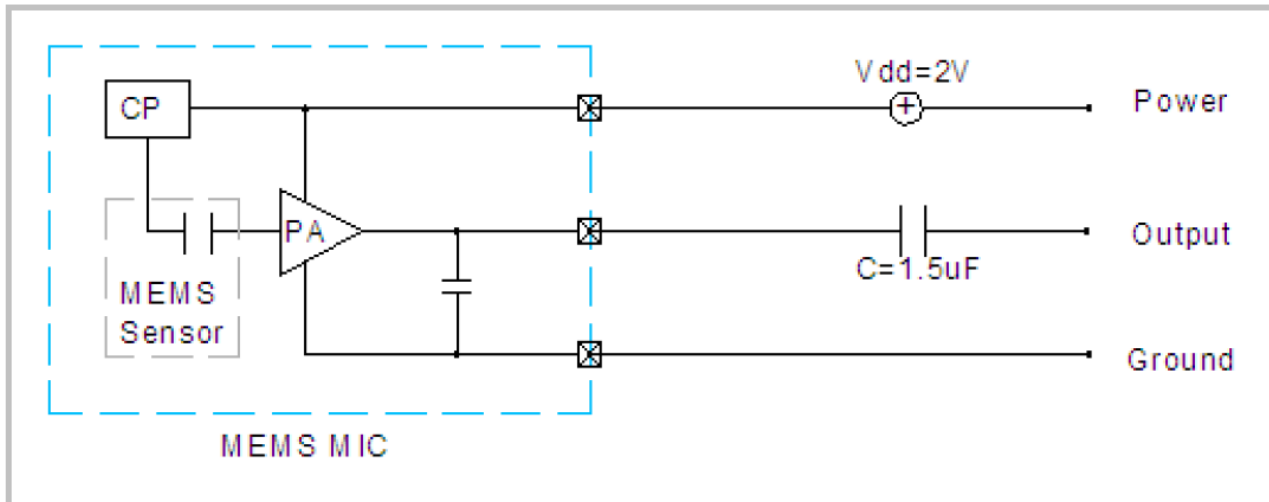 Vdd=2V
CP
Power
PA
Output
C=1.5uF
MEMS
Sensor
Ground
MEMS MIC